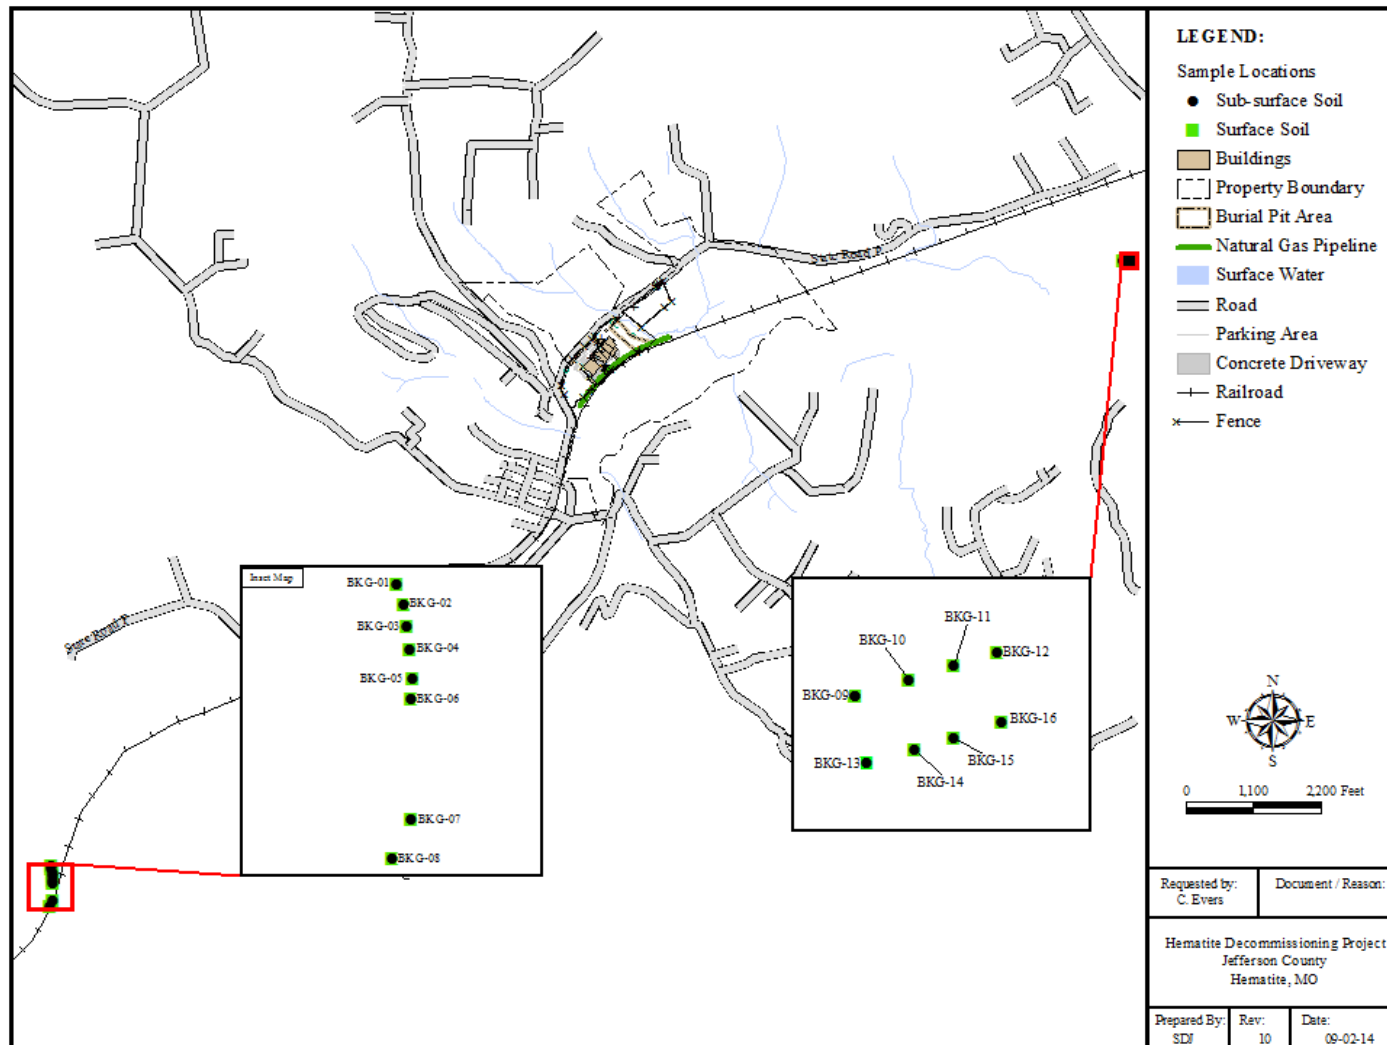 LEGEND:
Sample Locations
Sub-surface Soil
Surface Soil
Buildings
Property Boundary
Burial Pit Area
Natural Gas Pipeline
Surface Water
Road
Parking Area
Concrete Driveway
Railroad
Fence
State Road P
State Road P
Inset Map
BKG-01
BKG-02
BKG-03
BKG-04
BKG-05
BKG-06
BKG-07
BKG-08
BKG-11
BKG-10
BKG-12
BKG-09
BKG-16
BKG-13
BKG-15
BKG-14
N
W E
S
0 1,100 2,200 Feet
Requested by:
C. Evers
Document / Reason:
Hematite Decommissioning Project
Jefferson County
Hematite, MO
Prepared By:
SDJ
Rev:
10
Date:
09-02-14